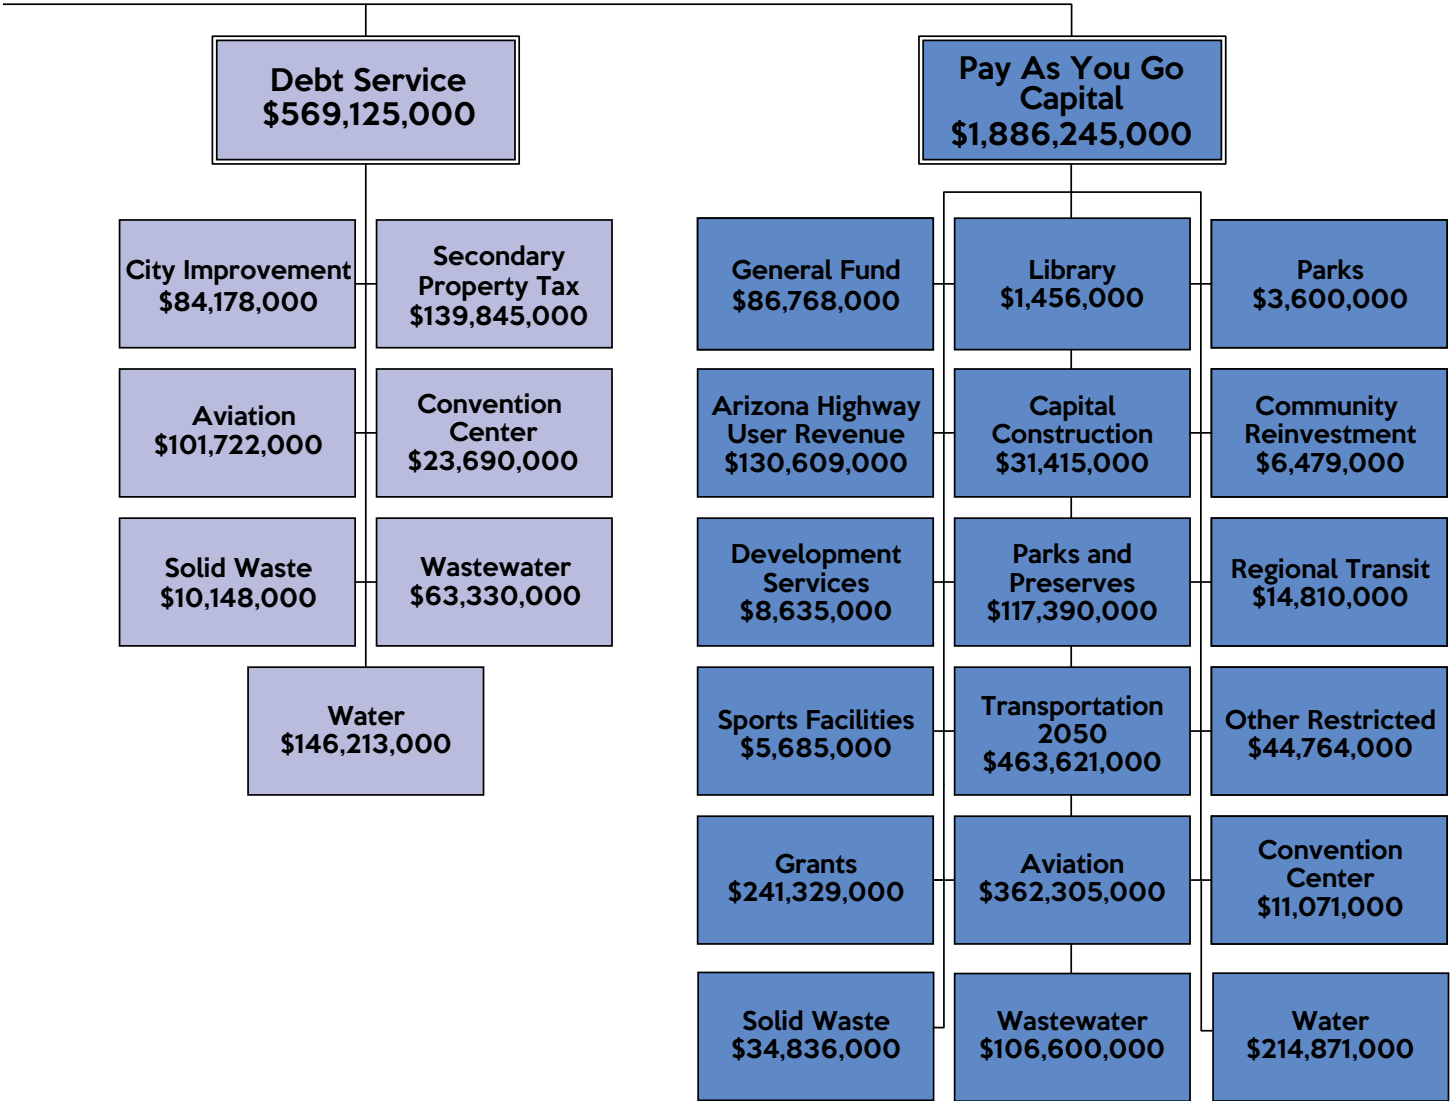 Debt Service
$569,125,000
Pay As You Go
Capital
$1,886,245,000
City Improvement
$84,178,000
Secondary
Property Tax
$139,845,000
Aviation
$101,722,000
Convention
Center
$23,690,000
Solid Waste
$10,148,000
Wastewater
$63,330,000
Water
$146,213,000
General Fund
$86,768,000
Library
$1,456,000
Parks
$3,600,000
Arizona Highway
User Revenue
$130,609,000
Capital
Construction
$31,415,000
Community
Reinvestment
$6,479,000
Development
Services
$8,635,000
Parks and
Preserves
$117,390,000
Regional Transit
$14,810,000
Sports Facilities
$5,685,000
Transportation
2050
$463,621,000
Other Restricted
$44,764,000
Grants
$241,329,000
Aviation
$362,305,000
Convention
Center
$11,071,000
Solid Waste
$34,836,000
Wastewater
$106,600,000
Water
$214,871,000